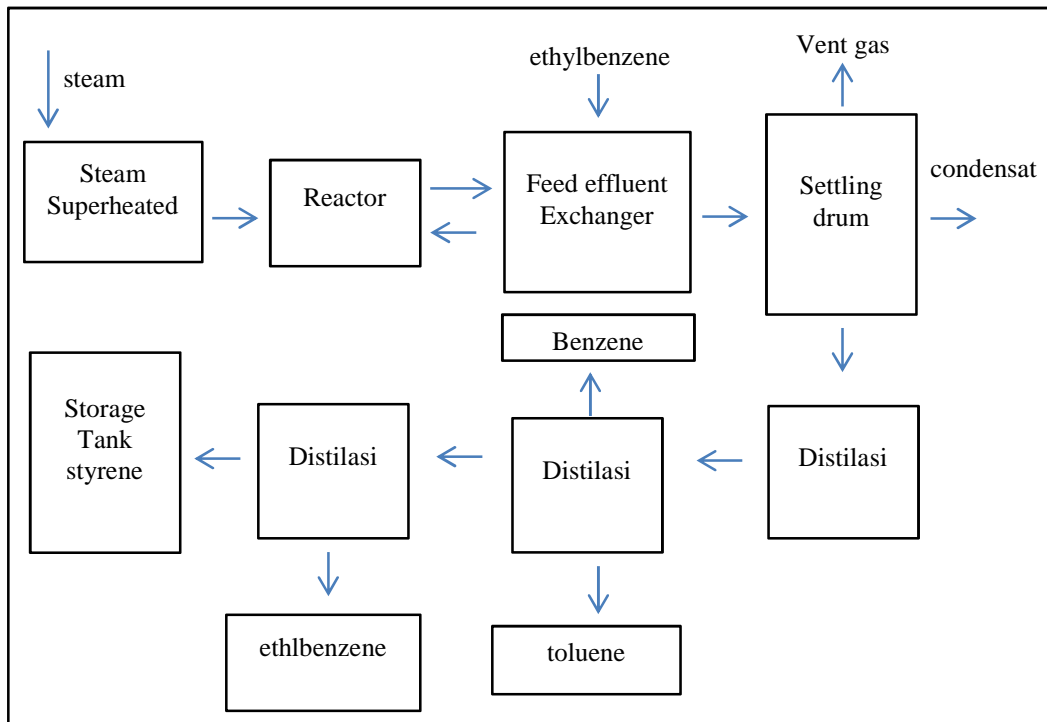 steam
ethylbenzene
Vent gas
Steam
Superheated
Reactor
Feed effluent
Exchanger
Settling
drum
condensat
Benzene
Storage
Tank
styrene
Distilasi
Distilasi
Distilasi
ethlbenzene
toluene